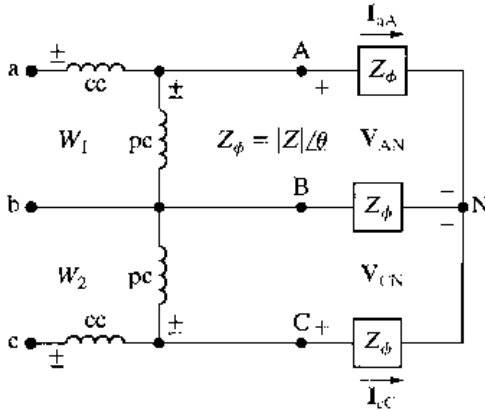 I_aA
A
a
±
cc
±
+
Z_ϕ
W_1
pc
Z_ϕ = |Z|/θ
V_AN
B
−
b
Z_ϕ
N
−
W_2
pc
V_CN
cc
±
C
+
c
±
Z_ϕ
I_cC